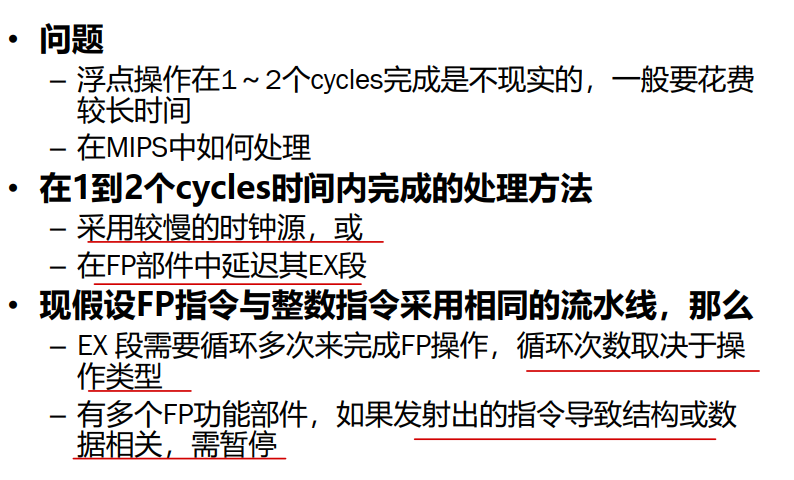 • 问题
– 浮点操作在1～2个cycles完成是不现实的，一般要花费
较长时间
– 在MIPS中如何处理
• 在1到2个cycles时间内完成的处理方法
– 采用较慢的时钟源，或
– 在FP部件中延迟其EX段
• 现假设FP指令与整数指令采用相同的流水线，那么
– EX 段需要循环多次来完成FP操作，循环次数取决于操
作类型
– 有多个FP功能部件，如果发射出的指令导致结构或数
据相关，需暂停